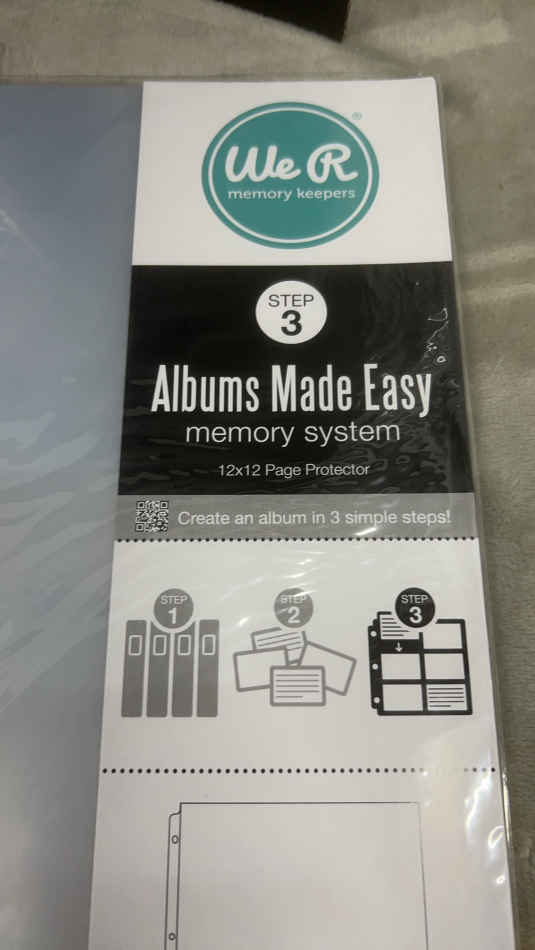 ®
We R
memory keepers
STEP
3
Albums Made Easy
memory system
12x12 Page Protector
Create an album in 3 simple steps!
STEP
1
STEP
2
STEP
3